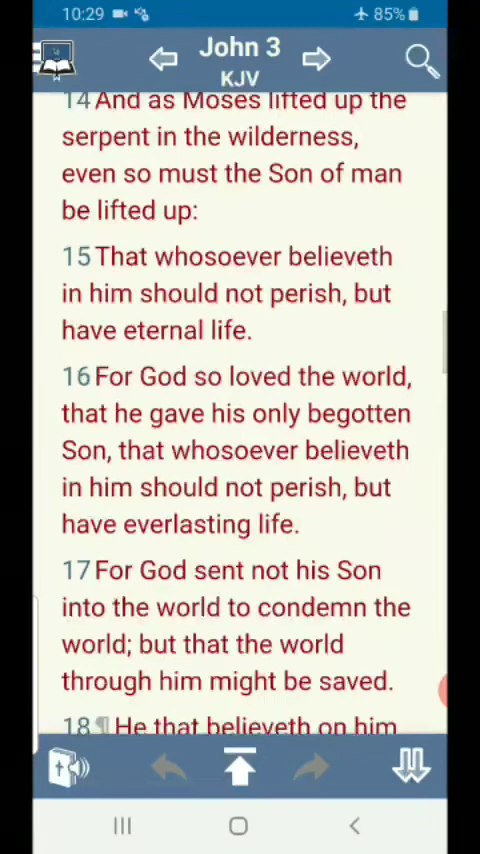 10:29 85%
John 3
KJV
14 And as Moses lifted up the
serpent in the wilderness,
even so must the Son of man
be lifted up:
15 That whosoever believeth
in him should not perish, but
have eternal life.
16 For God so loved the world,
that he gave his only begotten
Son, that whosoever believeth
in him should not perish, but
have everlasting life.
17 For God sent not his Son
into the world to condemn the
world; but that the world
through him might be saved.
18 ¶ He that believeth on him